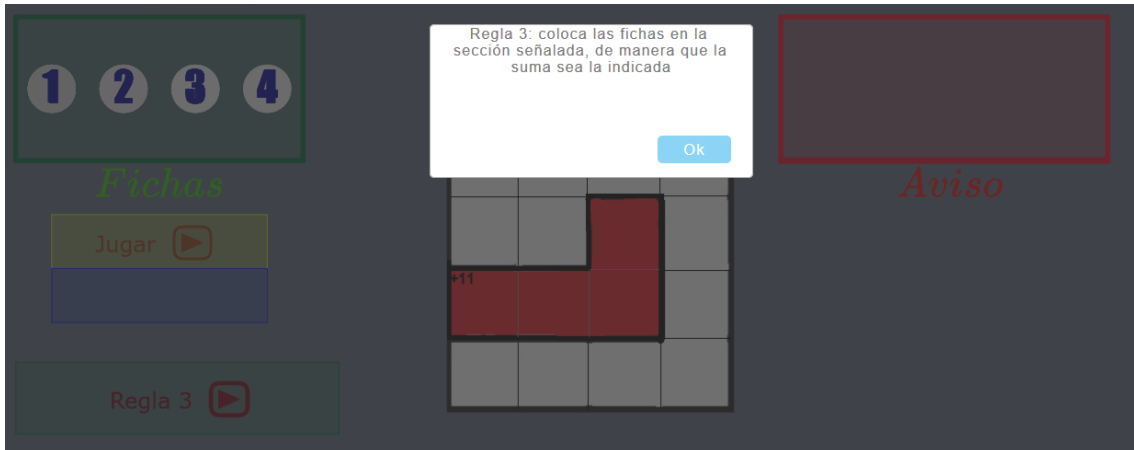 Regla 3: coloca las fichas en la
sección señalada, de manera que la
suma sea la indicada
Ok
1 2 3 4
Fichas
Aviso
Jugar
+11
Regla 3